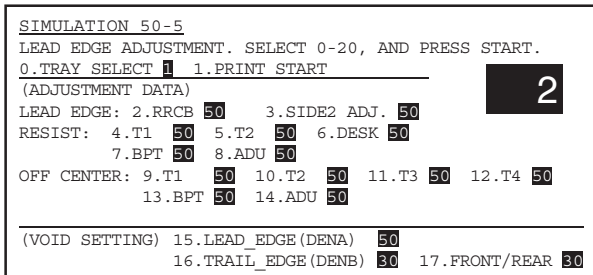 SIMULATION 50-5
LEAD EDGE ADJUSTMENT. SELECT 0-20, AND PRESS START.
0.TRAY SELECT 1 1.PRINT START
2
(ADJUSTMENT DATA)
LEAD EDGE: 2.RRCB 50 3.SIDE2 ADJ. 50
RESIST: 4.T1 50 5.T2 50 6.DESK 50
7.BPT 50 8.ADU 50
OFF CENTER: 9.T1 50 10.T2 50 11.T3 50 12.T4 50
13.BPT 50 14.ADU 50
(VOID SETTING) 15.LEAD_EDGE(DENA) 50
16.TRAIL_EDGE(DENB) 30 17.FRONT/REAR 30